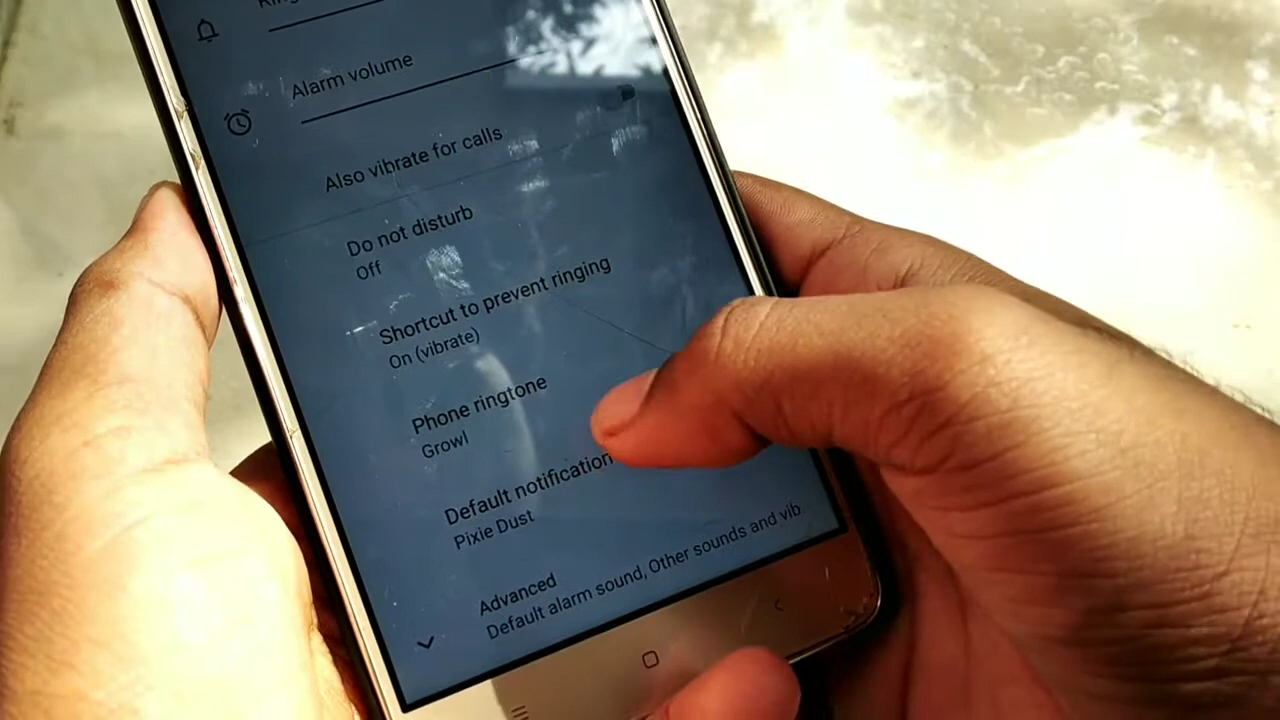 Alarm volume
Also vibrate for calls
Do not disturb
Off
Shortcut to prevent ringing
On (vibrate)
Phone ringtone
Growl
Default notification
Pixie Dust
Advanced
Default alarm sound, Other sounds and vib